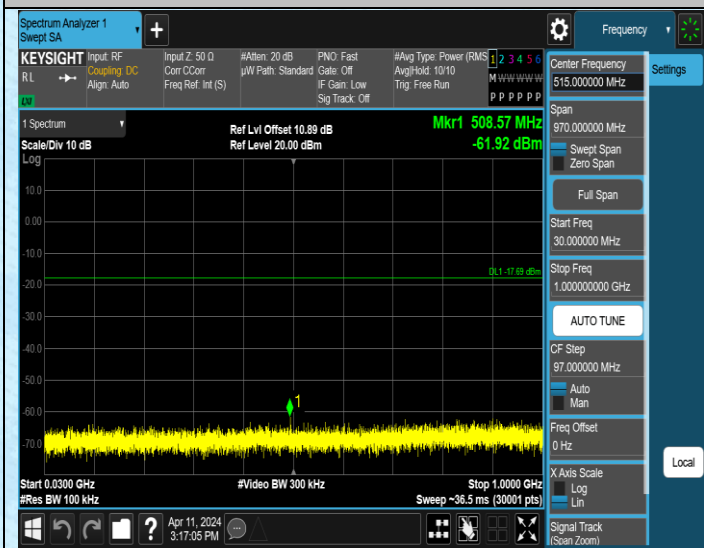 Spectrum Analyzer 1
Swept SA
Frequency
KEYSIGHT
RL
Input: RF
Coupling: DC
Align: Auto
Input Z: 50 Ω
Corr CCorr
Freq Ref: Int (S)
#Atten: 20 dB
µW Path: Standard
PNO: Fast
Gate: Off
IF Gain: Low
Sig Track: Off
#Avg Type: Power (RMS
Avg|Hold: 10/10
Trig: Free Run
1 2 3 4 5 6
M W W W W W
P P P P P P
1 Spectrum
Scale/Div 10 dB
Ref Lvl Offset 10.89 dB
Ref Level 20.00 dBm
Mkr1 508.57 MHz
-61.92 dBm
Log
10.0
0.00
-10.0
DL1 -17.69 dBm
-20.0
-30.0
-40.0
-50.0
1
-60.0
-70.0
Start 0.0300 GHz
#Res BW 100 kHz
#Video BW 300 kHz
Stop 1.0000 GHz
Sweep ~36.5 ms (30001 pts)
Apr 11, 2024
3:17:05 PM
Center Frequency
515.000000 MHz
Settings
Span
970.000000 MHz
Swept Span
Zero Span
Full Span
Start Freq
30.000000 MHz
Stop Freq
1.000000000 GHz
AUTO TUNE
CF Step
97.000000 MHz
Auto
Man
Freq Offset
0 Hz
X Axis Scale
Log
Lin
Local
Signal Track
(Span Zoom)